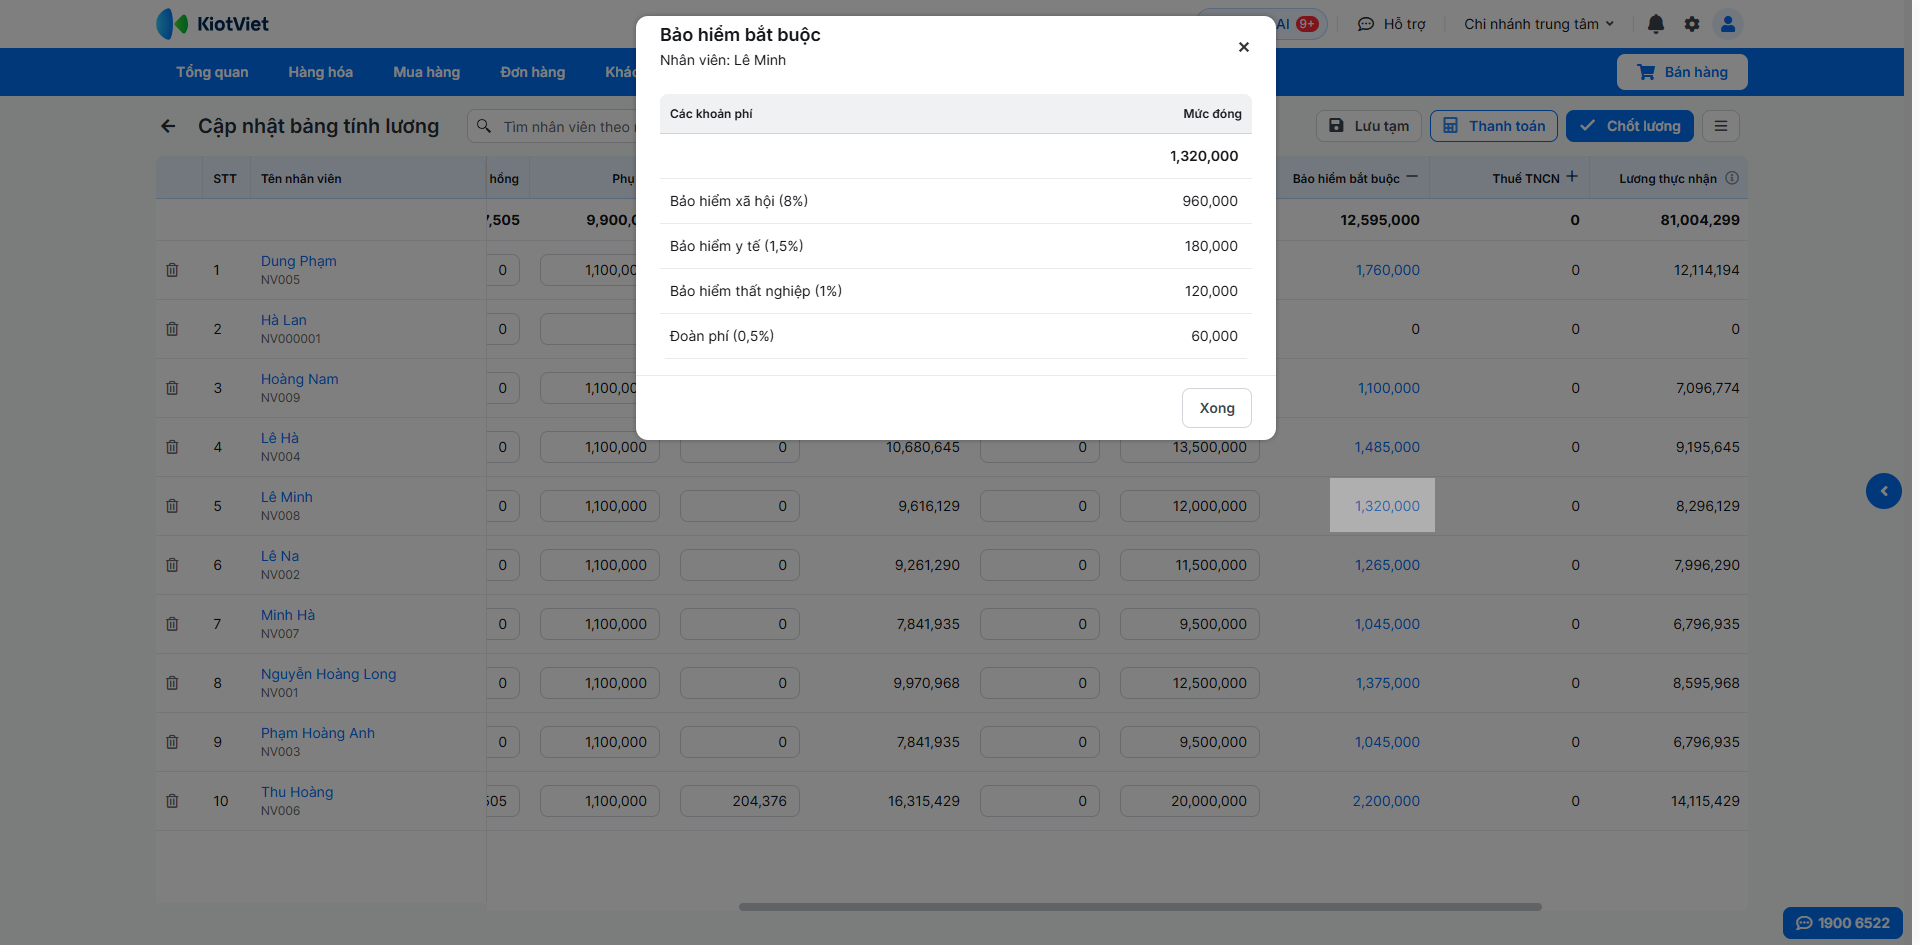 KiotViet
AI 9+ Hỗ trợ Chi nhánh trung tâm
Tổng quan Hàng hóa Mua hàng Đơn hàng Bán hàng
Cập nhật bảng tính lương Tìm nhân viên theo Lưu tạm Thanh toán Chốt lương
Bảo hiểm bắt buộc
Nhân viên: Lê Minh
Các khoản phí Mức đóng
1,320,000
Bảo hiểm xã hội (8%) 960,000
Bảo hiểm y tế (1,5%) 180,000
Bảo hiểm thất nghiệp (1%) 120,000
Đoàn phí (0,5%) 60,000
Xong
STT Tên nhân viên hồng Phụ Bảo hiểm bắt buộc Thuế TNCN Lương thực nhận
7,505 9,900,0 12,595,000 0 81,004,299
1 Dung Phạm 0 1,100,00 1,760,000 0 12,114,194
NV005
2 Hà Lan 0 0 0 0
NV000001
3 Hoàng Nam 0 1,100,00 1,100,000 0 7,096,774
NV009
4 Lê Hà 0 1,100,000 0 10,680,645 0 13,500,000 1,485,000 0 9,195,645
NV004
5 Lê Minh 0 1,100,000 0 9,616,129 0 12,000,000 1,320,000 0 8,296,129
NV008
6 Lê Na 0 1,100,000 0 9,261,290 0 11,500,000 1,265,000 0 7,996,290
NV002
7 Minh Hà 0 1,100,000 0 7,841,935 0 9,500,000 1,045,000 0 6,796,935
NV007
8 Nguyễn Hoàng Long 0 1,100,000 0 9,970,968 0 12,500,000 1,375,000 0 8,595,968
NV001
9 Phạm Hoàng Anh 0 1,100,000 0 7,841,935 0 9,500,000 1,045,000 0 6,796,935
NV003
10 Thu Hoàng 505 1,100,000 204,376 16,315,429 0 20,000,000 2,200,000 0 14,115,429
NV006
1900 6522